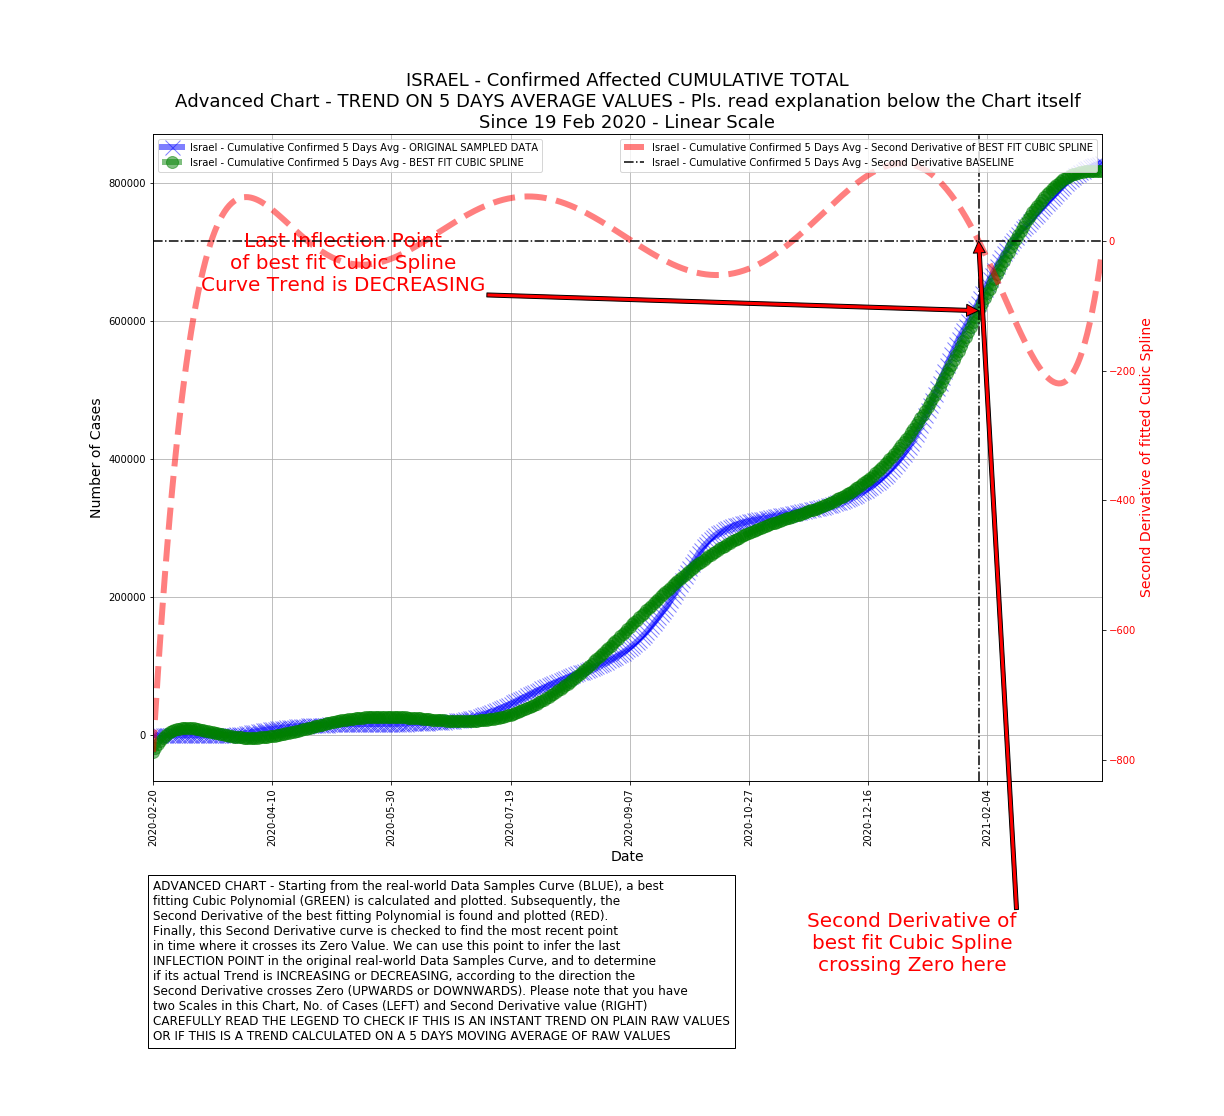 ISRAEL - Confirmed Affected CUMULATIVE TOTAL
Advanced Chart - TREND ON 5 DAYS AVERAGE VALUES - Pls. read explanation below the Chart itself
Since 19 Feb 2020 - Linear Scale
Israel - Cumulative Confirmed 5 Days Avg - ORIGINAL SAMPLED DATA
Israel - Cumulative Confirmed 5 Days Avg - BEST FIT CUBIC SPLINE
Israel - Cumulative Confirmed 5 Days Avg - Second Derivative of BEST FIT CUBIC SPLINE
Israel - Cumulative Confirmed 5 Days Avg - Second Derivative BASELINE
800000
600000
400000
200000
0
Number of Cases
Last Inflection Point
of best fit Cubic Spline
Curve Trend is DECREASING
0
−200
−400
−600
−800
Second Derivative of fitted Cubic Spline
2020-02-20
2020-04-10
2020-05-30
2020-07-19
2020-09-07
2020-10-27
2020-12-16
2021-02-04
Date
ADVANCED CHART - Starting from the real-world Data Samples Curve (BLUE), a best
fitting Cubic Polynomial (GREEN) is calculated and plotted. Subsequently, the
Second Derivative of the best fitting Polynomial is found and plotted (RED).
Finally, this Second Derivative curve is checked to find the most recent point
in time where it crosses its Zero Value. We can use this point to infer the last
INFLECTION POINT in the original real-world Data Samples Curve, and to determine
if its actual Trend is INCREASING or DECREASING, according to the direction the
Second Derivative crosses Zero (UPWARDS or DOWNWARDS). Please note that you have
two Scales in this Chart, No. of Cases (LEFT) and Second Derivative value (RIGHT)
CAREFULLY READ THE LEGEND TO CHECK IF THIS IS AN INSTANT TREND ON PLAIN RAW VALUES
OR IF THIS IS A TREND CALCULATED ON A 5 DAYS MOVING AVERAGE OF RAW VALUES
Second Derivative of
best fit Cubic Spline
crossing Zero here